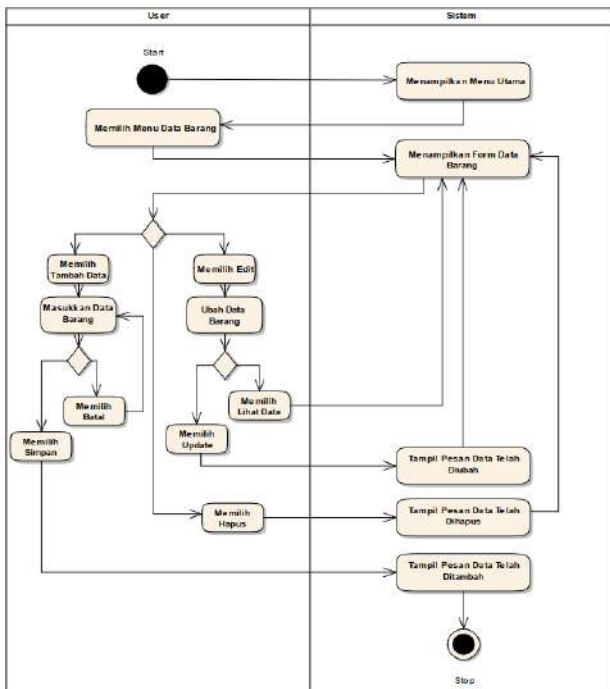 User
Sistem
Start
Menampilkan Menu Utama
Memilih Menu Data Barang
Menampilkan Form Data
Barang
Memilih
Tambah Data
Memilih Edit
Masukkan Data
Barang
Ubah Data
Barang
Memilih
Batal
Memilih
Lihat Data
Memilih
Simpan
Memilih
Update
Tampil Pesan Data Telah
Diubah
Memilih
Hapus
Tampil Pesan Data Telah
Dihapus
Tampil Pesan Data Telah
Ditambah
Stop